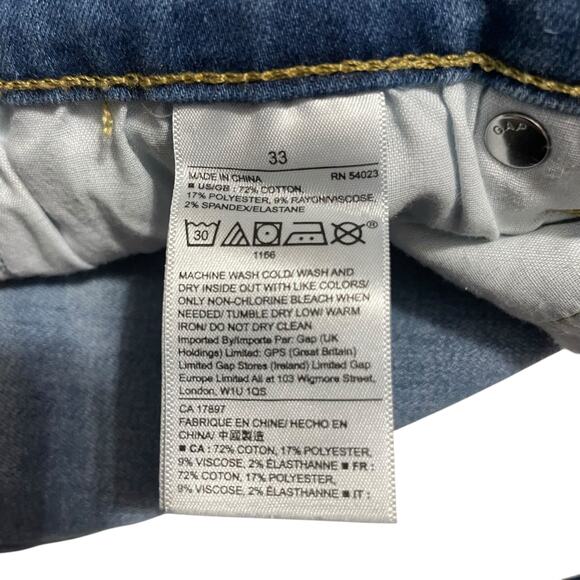 33
MADE IN CHINA RN 54023
■ US/GB : 72% COTTON,
17% POLYESTER, 9% RAYON/VISCOSE,
2% SPANDEX/ELASTANE
30
1166
MACHINE WASH COLD/ WASH AND
DRY INSIDE OUT WITH LIKE COLORS/
ONLY NON-CHLORINE BLEACH WHEN
NEEDED/ TUMBLE DRY LOW/ WARM
IRON/ DO NOT DRY CLEAN
Imported By/Importe Par: Gap (UK
Holdings) Limited: GPS (Great Britain)
Limited Gap Stores (Ireland) Limited Gap
Europe Limited All at 103 Wigmore Street,
London, W1U 1QS
CA 17897
FABRIQUE EN CHINE/ HECHO EN
CHINA/ 中國製造
■ CA : 72% COTON, 17% POLYESTER,
9% VISCOSE, 2% ÉLASTHANNE ■ FR :
72% COTON, 17% POLYESTER,
9% VISCOSE, 2% ÉLASTHANNE ■ IT :
GAP